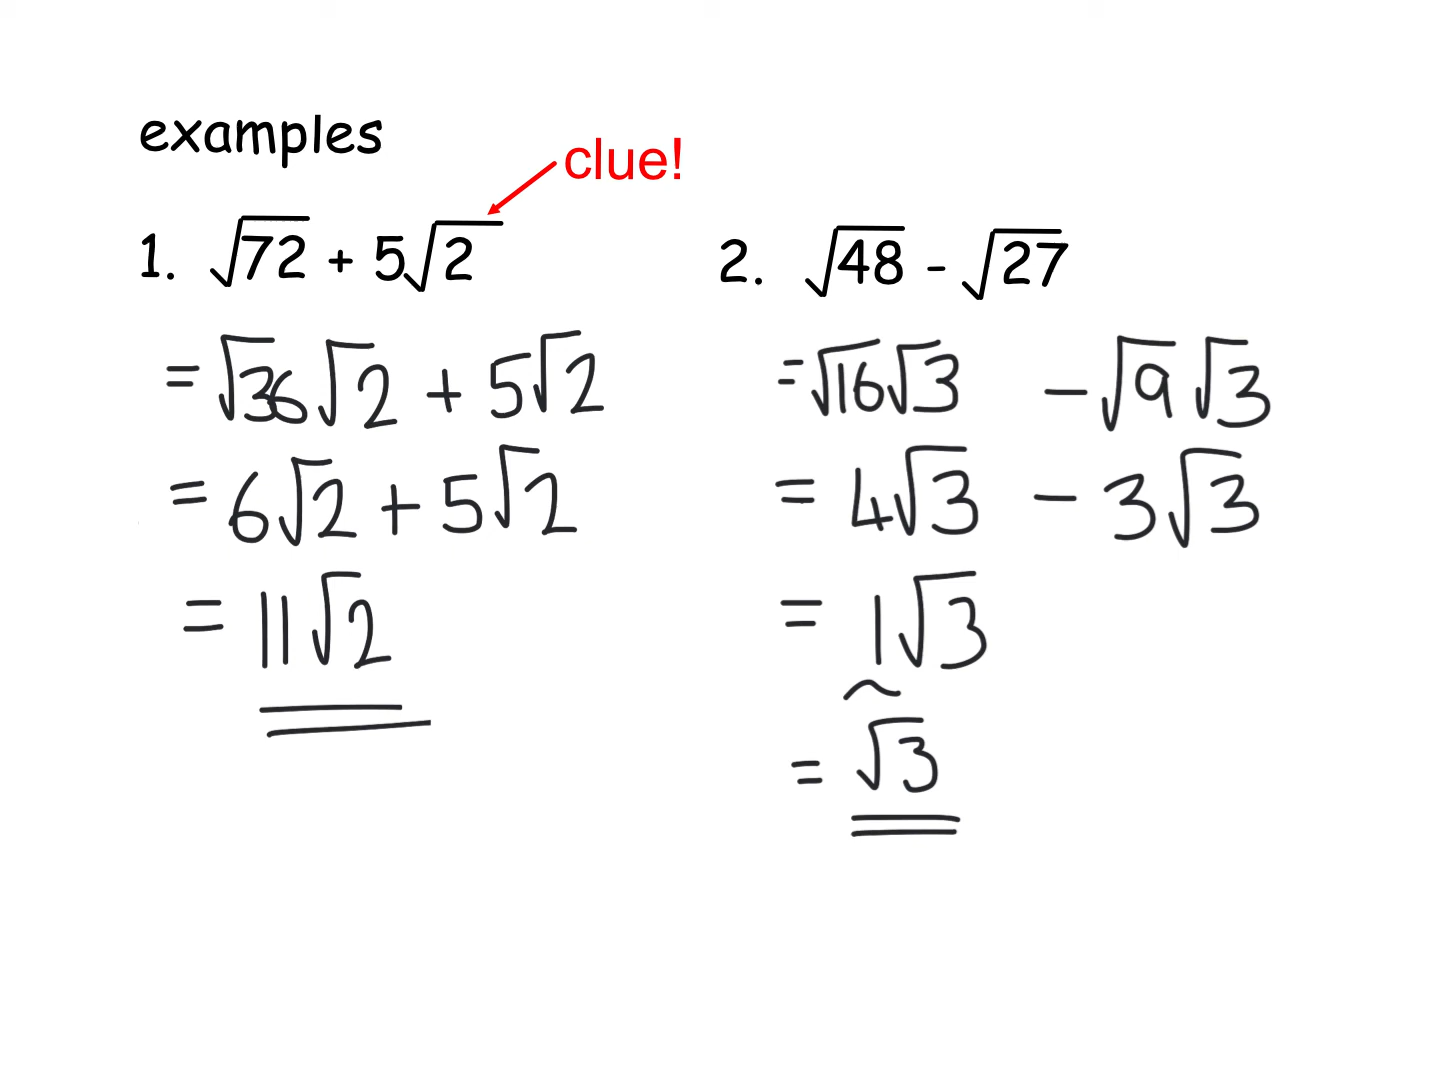 examples
clue!
1. √72 + 5√2
= √36 √2 + 5√2
= 6√2 + 5√2
= 11√2
2. √48 - √27
= √16 √3 - √9 √3
= 4√3 - 3√3
= 1√3
= √3